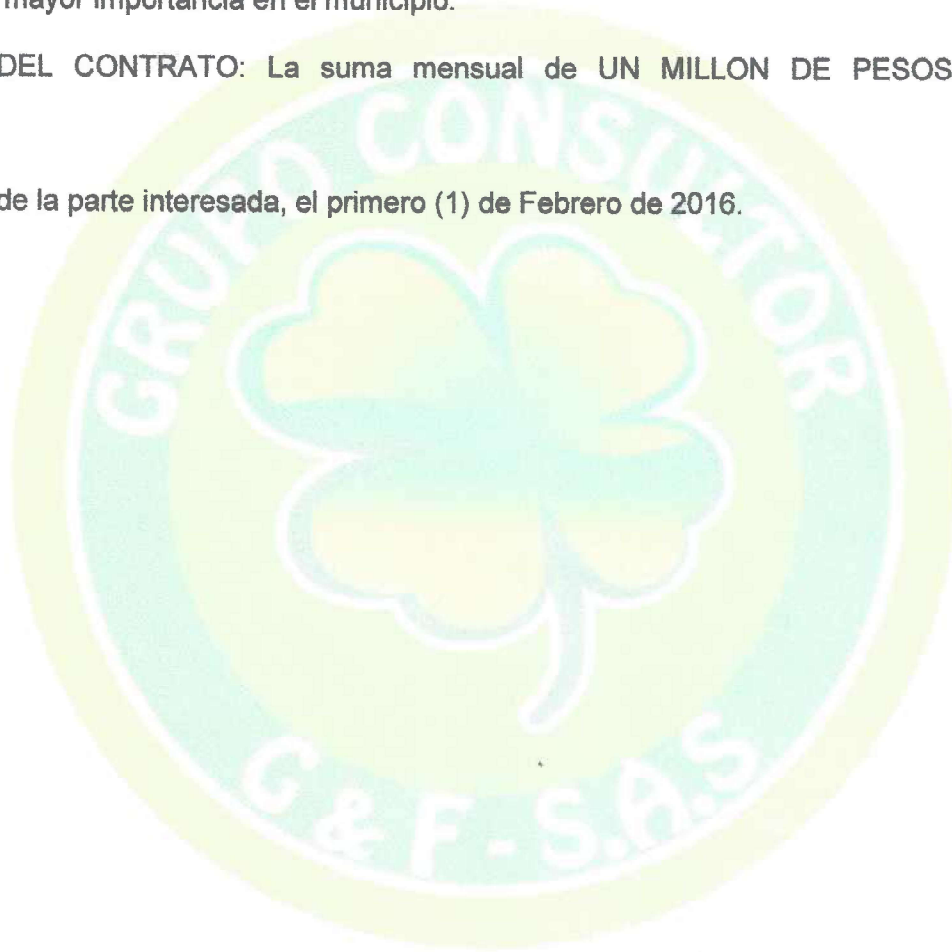 mayor importancia en el municipio.
DEL CONTRATO: La suma mensual de UN MILLON DE PESOS
de la parte interesada, el primero (1) de Febrero de 2016.
GRUPO CONSULTOR
G & F - S.A.S